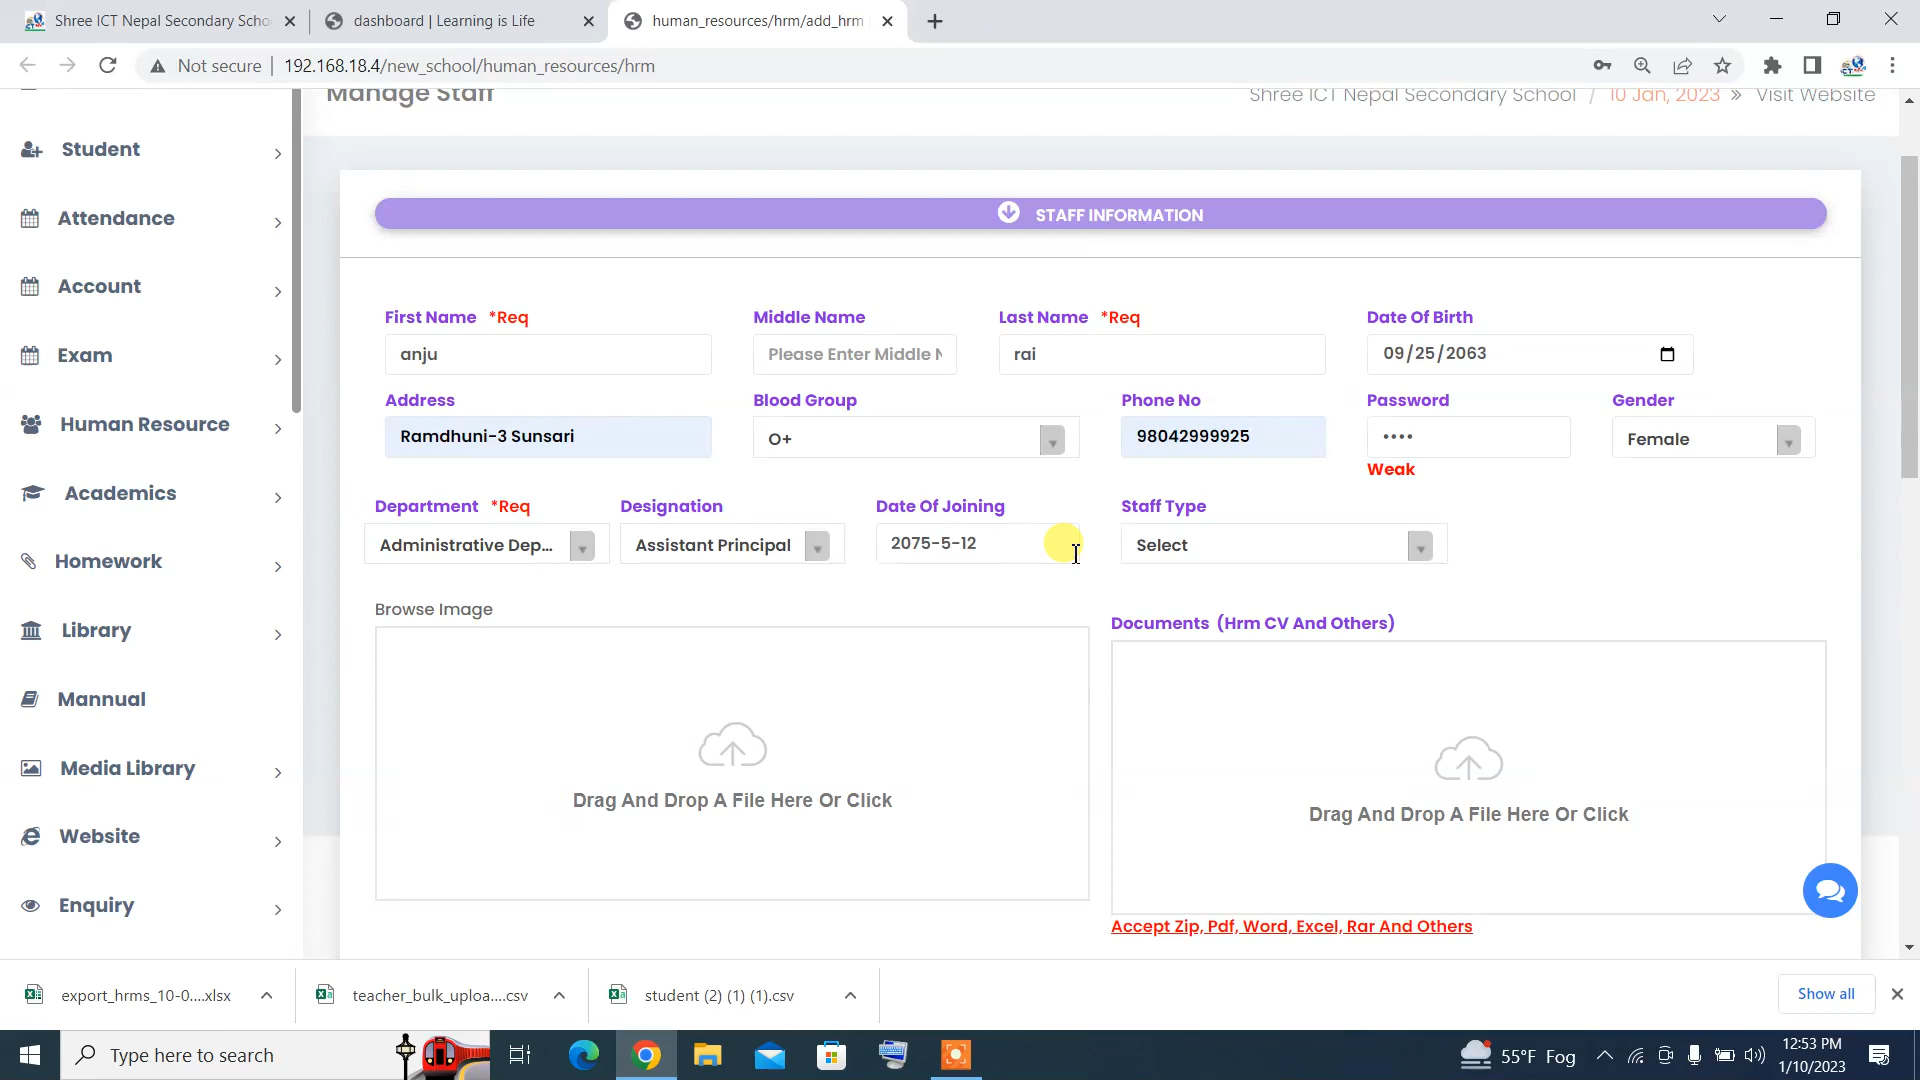 Shree ICT Nepal Secondary Scho
dashboard | Learning is Life
human_resources/hrm/add_hrm
Not secure
192.168.18.4/new_school/human_resources/hrm
Manage Staff
Shree ICT Nepal Secondary School / 10 Jan, 2023 » Visit Website
Student
Attendance
Account
Exam
Human Resource
Academics
Homework
Library
Mannual
Media Library
Website
Enquiry
STAFF INFORMATION
First Name *Req
Middle Name
Last Name *Req
Date Of Birth
anju
Please Enter Middle N
rai
09/25/2063
Address
Blood Group
Phone No
Password
Gender
Ramdhuni-3 Sunsari
O+
98042999925
••••
Female
Weak
Department *Req
Designation
Date Of Joining
Staff Type
Administrative Dep...
Assistant Principal
2075-5-12
Select
Browse Image
Documents (Hrm CV And Others)
Drag And Drop A File Here Or Click
Drag And Drop A File Here Or Click
Accept Zip, Pdf, Word, Excel, Rar And Others
export_hrms_10-0....xlsx
teacher_bulk_uploa....csv
student (2) (1) (1).csv
Show all
Type here to search
55°F Fog
12:53 PM
1/10/2023